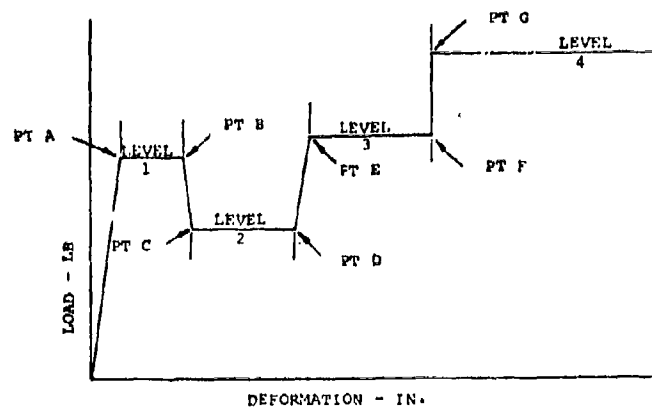 PT G
LEVEL
4
PT A
LEVEL
1
PT B
LEVEL
3
PT E
PT F
PT C
LEVEL
2
PT D
LOAD - LB
DEFORMATION - IN.